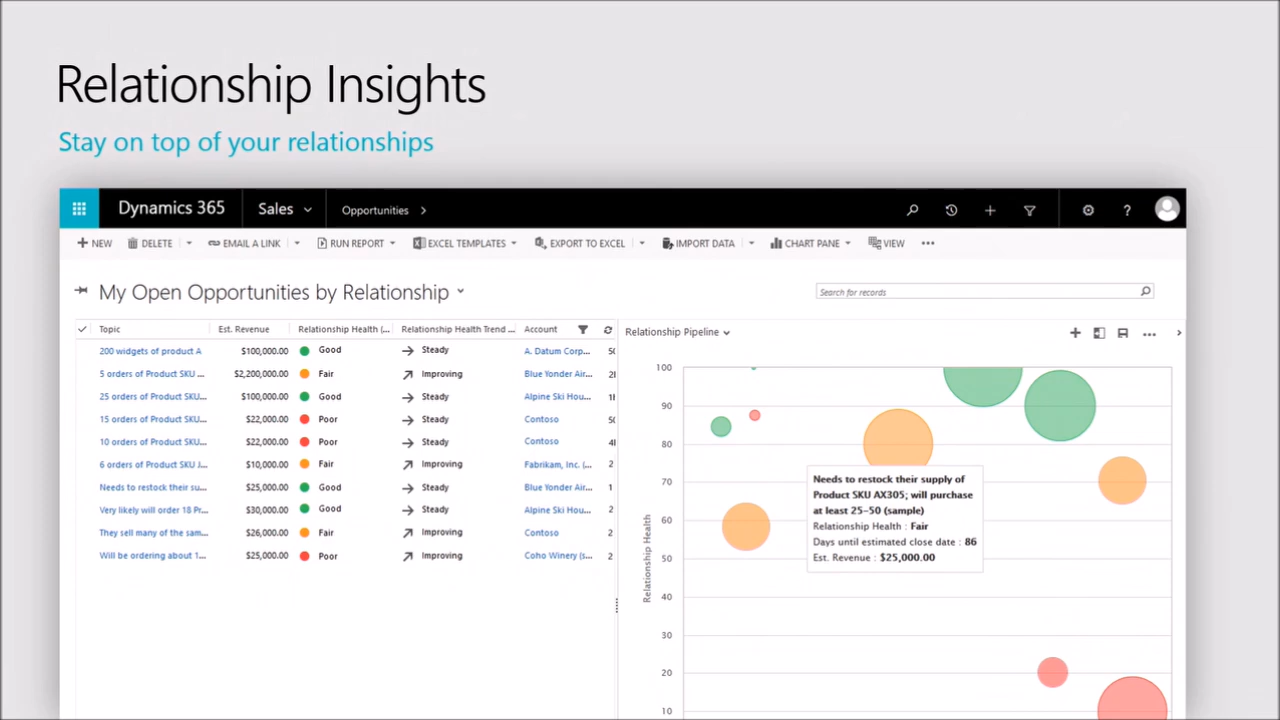 Relationship Insights
Stay on top of your relationships
Dynamics 365 Sales Opportunities
NEW DELETE EMAIL A LINK RUN REPORT EXCEL TEMPLATES EXPORT TO EXCEL IMPORT DATA CHART PANE VIEW
My Open Opportunities by Relationship
Search for records
Topic Est. Revenue Relationship Health (... Relationship Health Trend ... Account
200 widgets of product A $100,000.00 Good Steady A. Datum Corp...
5 orders of Product SKU ... $2,200,000.00 Fair Improving Blue Yonder Air...
25 orders of Product SKU... $100,000.00 Good Steady Alpine Ski Hou...
15 orders of Product SKU... $22,000.00 Poor Steady Contoso
10 orders of Product SKU... $22,000.00 Poor Steady Contoso
6 orders of Product SKU J... $10,000.00 Fair Improving Fabrikam, Inc. (...
Needs to restock their su... $25,000.00 Good Steady Blue Yonder Air...
Very likely will order 18 Pr... $30,000.00 Good Steady Alpine Ski Hou...
They sell many of the sam... $26,000.00 Fair Improving Contoso
Will be ordering about 1... $25,000.00 Poor Improving Coho Winery (s...
Relationship Pipeline
100
90
80
70
60
50
40
30
20
10
Relationship Health
Needs to restock their supply of
Product SKU AX305; will purchase
at least 25-50 (sample)
Relationship Health : Fair
Days until estimated close date : 86
Est. Revenue : $25,000.00